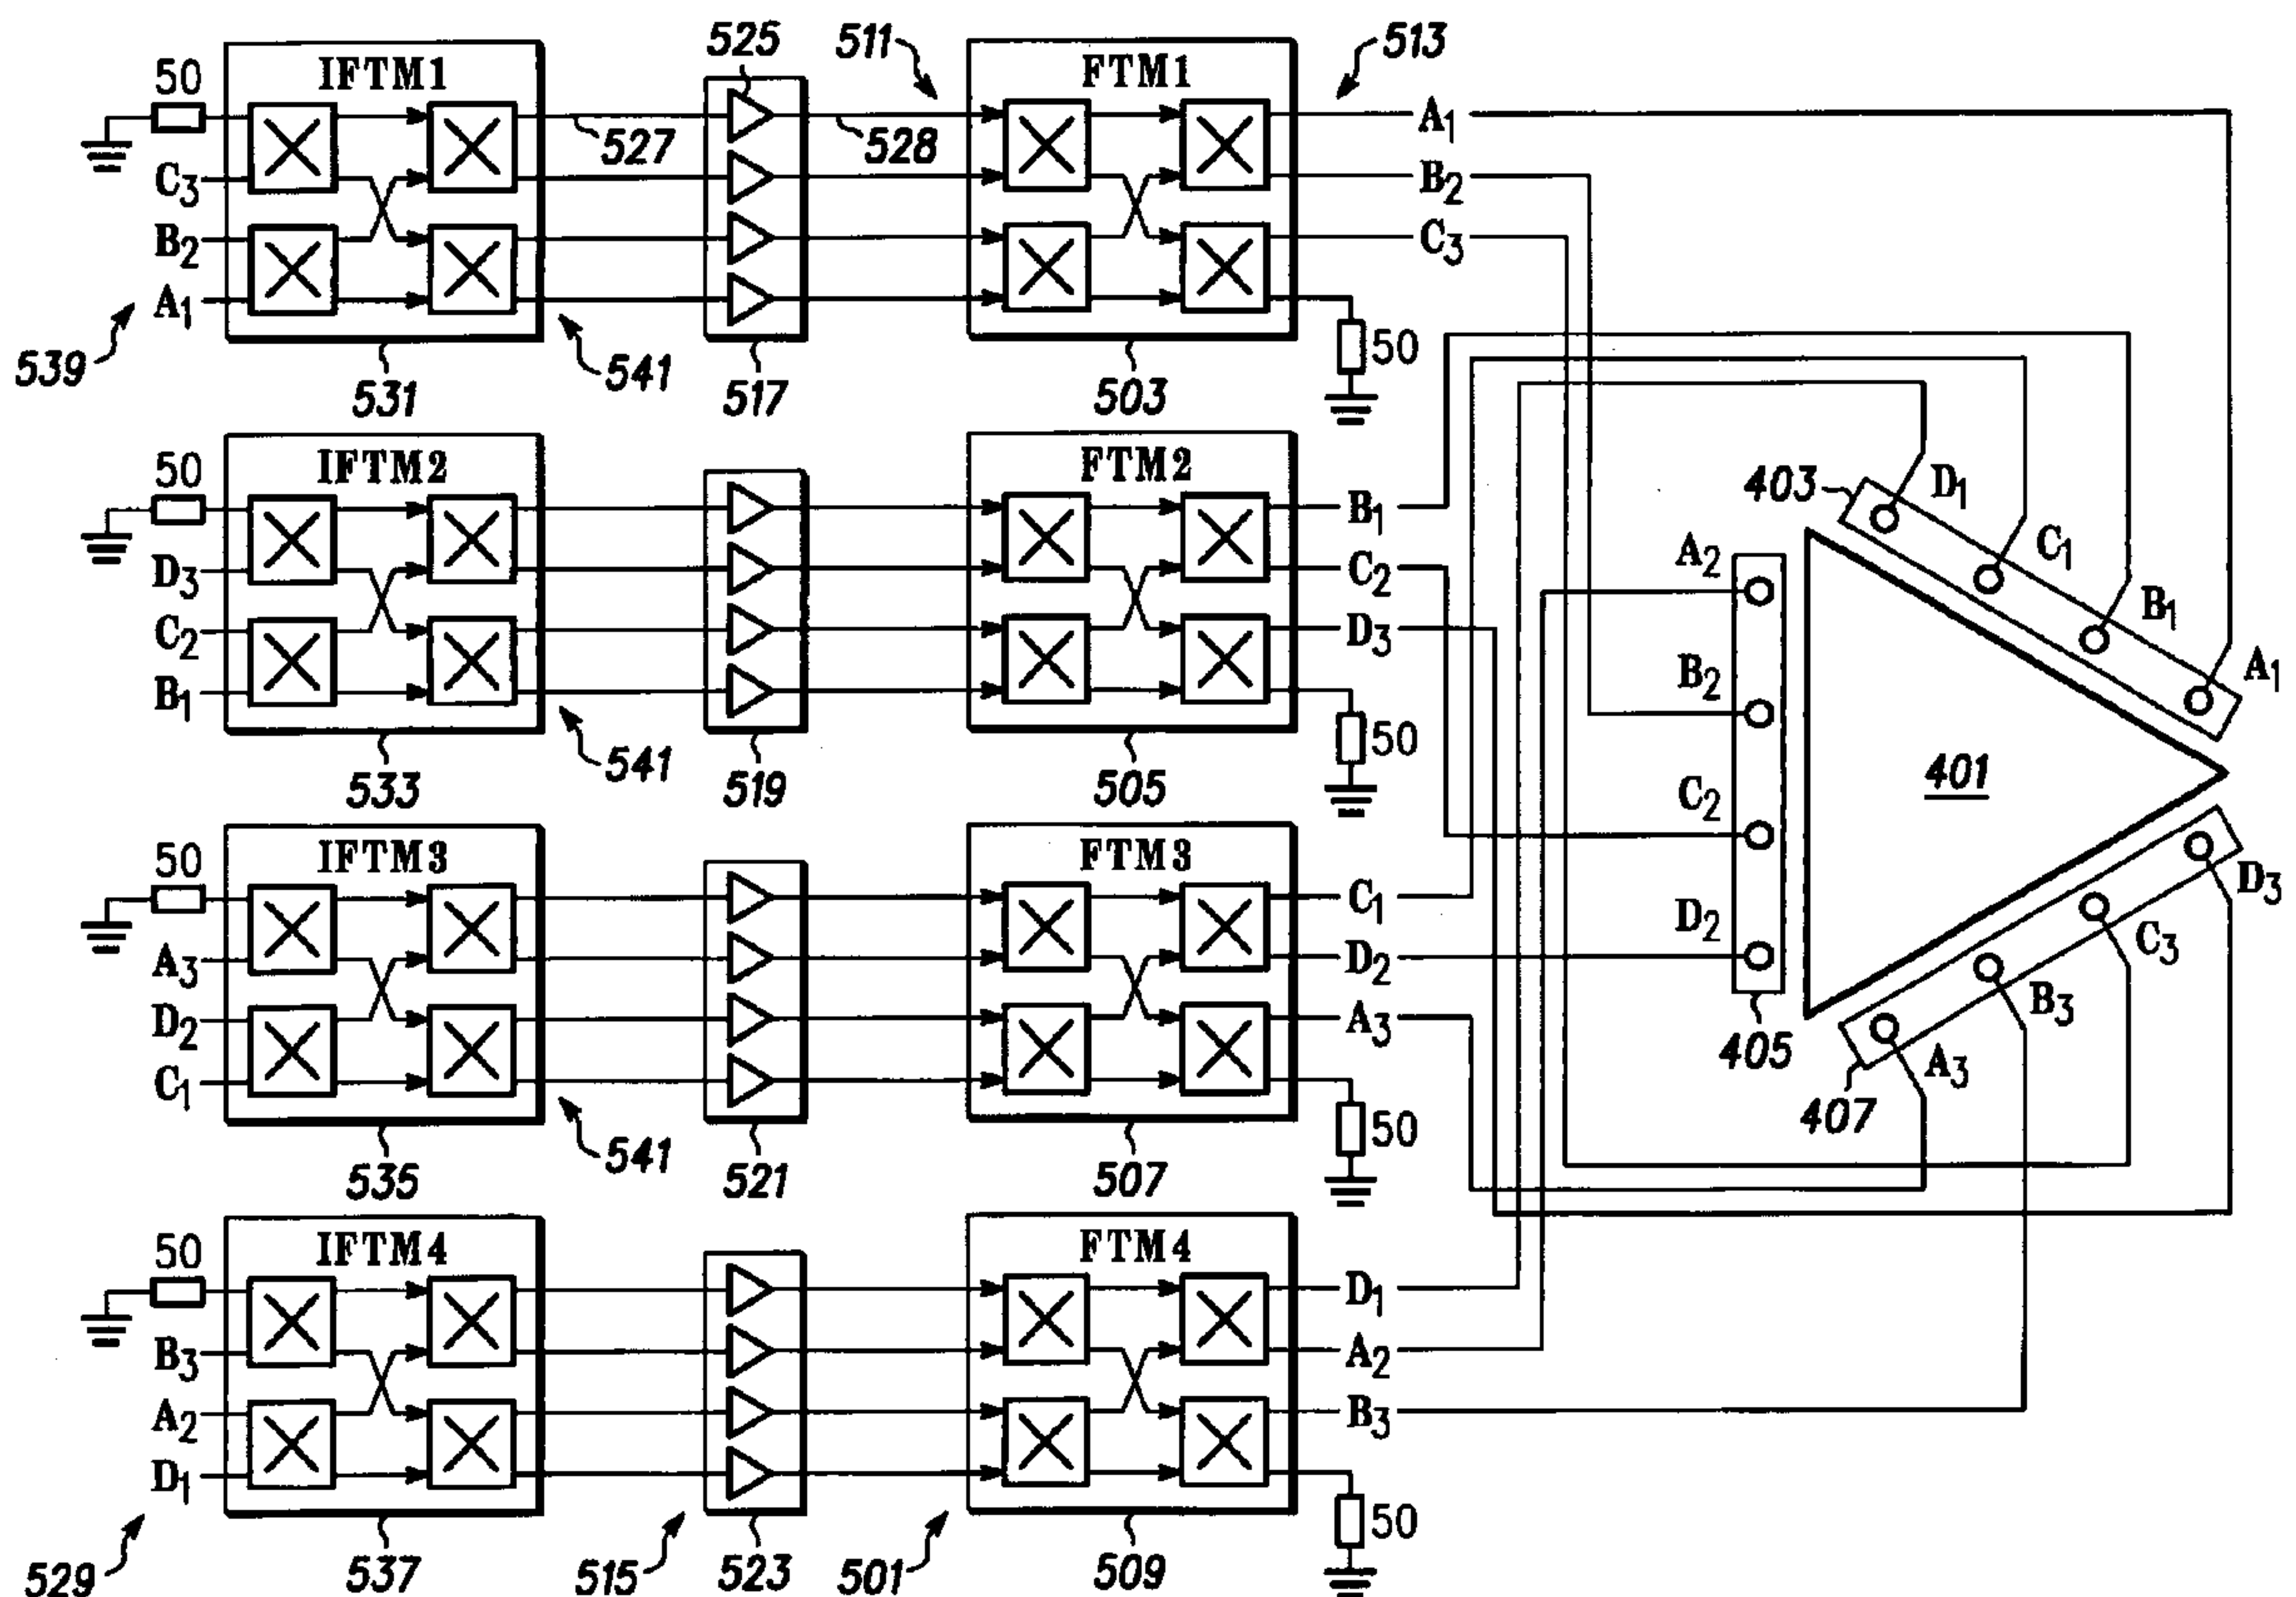 525 511 513
50 IFTM1 FTM1
527 528
A1
C3 B2
B2 C3
A1
50
539 531 541 517 503
50 IFTM2 FTM2
B1
D3 C2
C2 D3
B1
50
533 541 519 505
403 D1 C1 B1 A1
A2 B2 C2 D2
401
405
D3 C3 B3 A3
407
50 IFTM3 FTM3
C1
A3 D2
D2 A3
C1
50
535 541 521 507
50 IFTM4 FTM4
D1
B3 A2
A2 B3
D1
50
529 537 515 523 501 509